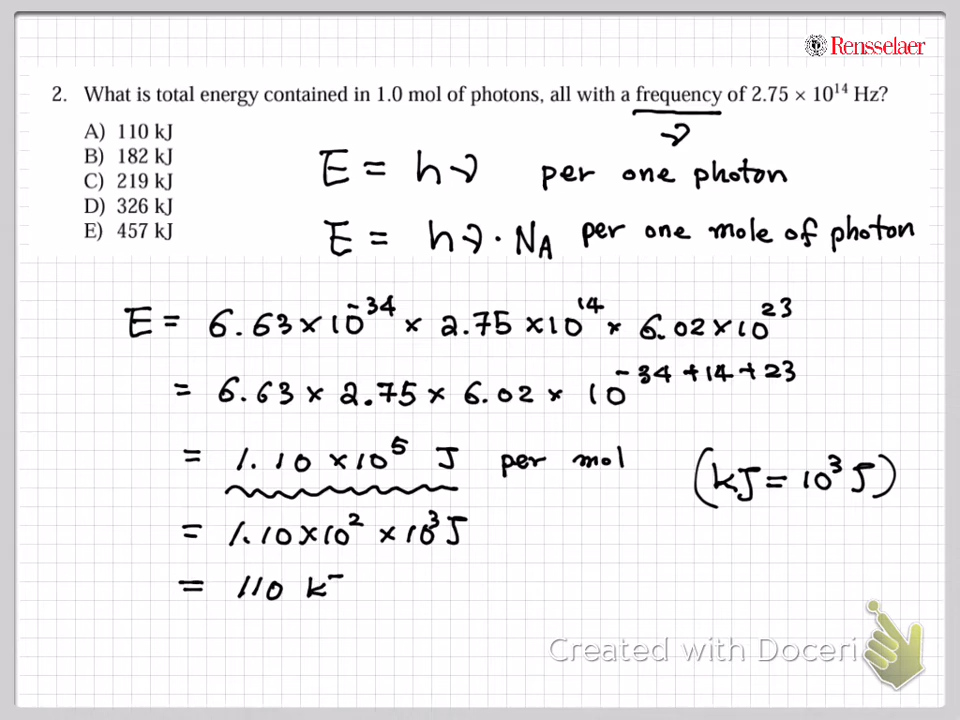 Rensselaer
2. What is total energy contained in 1.0 mol of photons, all with a frequency of 2.75 × 10¹⁴ Hz?
ν
A) 110 kJ
B) 182 kJ
C) 219 kJ
D) 326 kJ
E) 457 kJ
E = hν per one photon
E = hν · N_A per one mole of photon
E = 6.63 × 10⁻³⁴ × 2.75 × 10¹⁴ × 6.02 × 10²³
= 6.63 × 2.75 × 6.02 × 10⁻³⁴⁺¹⁴⁺²³
= 1.10 × 10⁵ J per mol (kJ = 10³ J)
= 1.10 × 10² × 10³ J
= 110 k
Created with Doceri